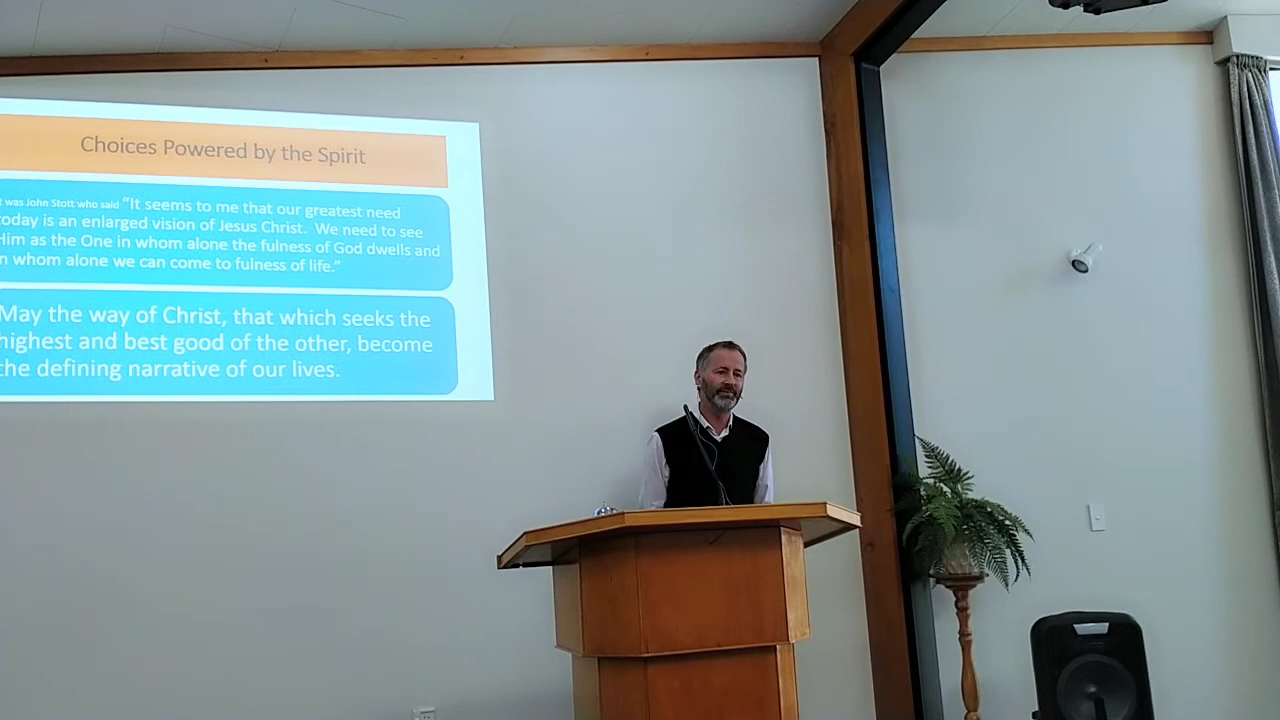 Choices Powered by the Spirit
t was John Stott who said "It seems to me that our greatest need
today is an enlarged vision of Jesus Christ. We need to see
Him as the One in whom alone the fulness of God dwells and
n whom alone we can come to fulness of life."
May the way of Christ, that which seeks the
highest and best good of the other, become
the defining narrative of our lives.